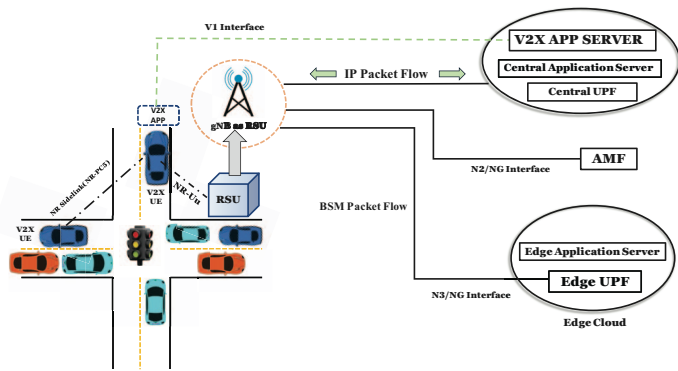 V1 Interface
V2X APP SERVER
Central Application Server
Central UPF
IP Packet Flow
V2X
APP
gNB as RSU
N2/NG Interface
AMF
NR Sidelink(NR-PC5)
NR-Uu
V2X
UE
RSU
BSM Packet Flow
V2X
UE
Edge Application Server
Edge UPF
N3/NG Interface
Edge Cloud